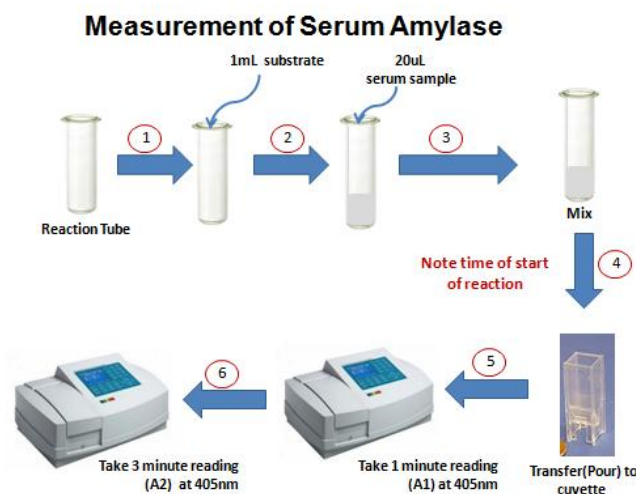 Measurement of Serum Amylase
1mL substrate
20uL
serum sample
1
2
3
Reaction Tube
Mix
Note time of start
of reaction
4
6
5
Take 3 minute reading
(A2) at 405nm
Take 1 minute reading
(A1) at 405nm
Transfer(Pour) to
cuvette